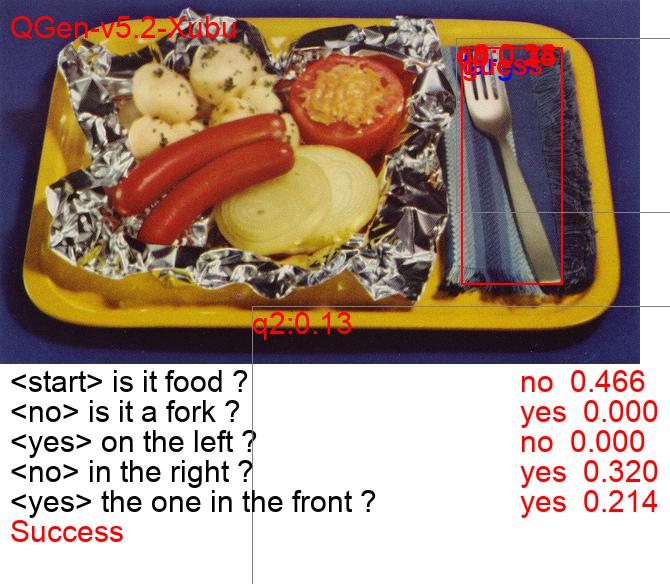 QGen-v5.2-Xubu
q2:0.13
<start> is it food ? no 0.466
<no> is it a fork ? yes 0.000
<yes> on the left ? no 0.000
<no> in the right ? yes 0.320
<yes> the one in the front ? yes 0.214
Success